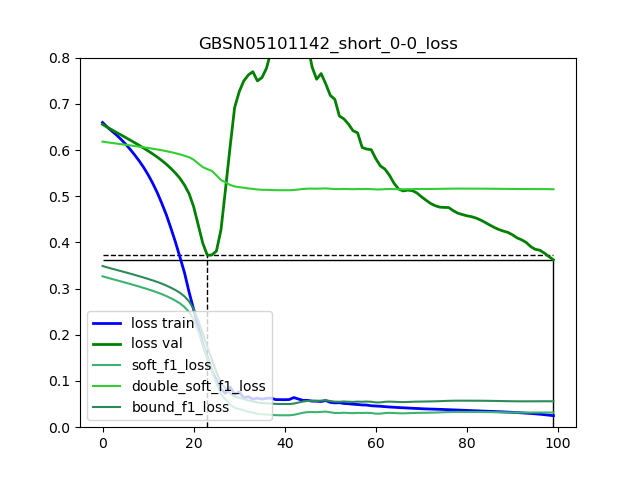 GBSN05101142_short_0-0_loss
0.8
0.7
0.6
0.5
0.4
0.3
0.2
0.1
0.0
loss train
loss val
soft_f1_loss
double_soft_f1_loss
bound_f1_loss
0 20 40 60 80 100